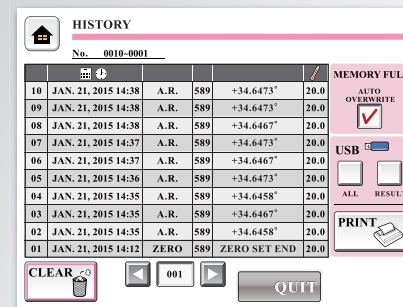 HISTORY
No. 0010-0001
10 JAN. 21, 2015 14:38 A.R. 589 +34.6473° 20.0
09 JAN. 21, 2015 14:38 A.R. 589 +34.6473° 20.0
08 JAN. 21, 2015 14:38 A.R. 589 +34.6467° 20.0
07 JAN. 21, 2015 14:37 A.R. 589 +34.6473° 20.0
06 JAN. 21, 2015 14:37 A.R. 589 +34.6467° 20.0
05 JAN. 21, 2015 14:36 A.R. 589 +34.6473° 20.0
04 JAN. 21, 2015 14:35 A.R. 589 +34.6458° 20.0
03 JAN. 21, 2015 14:35 A.R. 589 +34.6467° 20.0
02 JAN. 21, 2015 14:35 A.R. 589 +34.6458° 20.0
01 JAN. 21, 2015 14:12 ZERO 589 ZERO SET END 20.0
MEMORY FUL
AUTO
OVERWRITE
USB
ALL RESUL
PRINT
CLEAR
001
QUIT